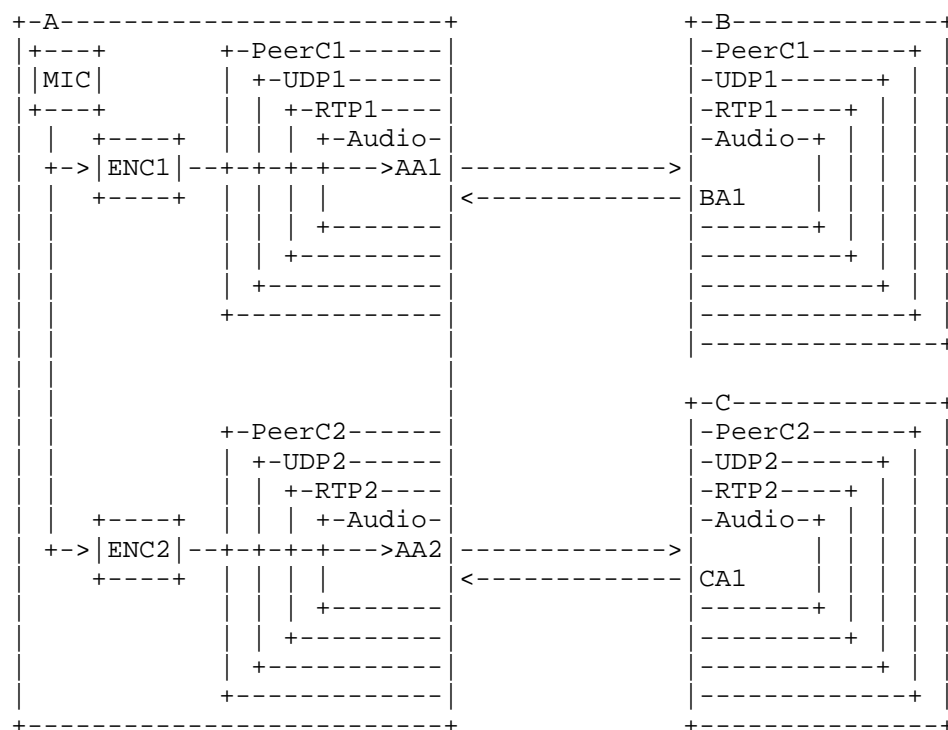 +-A-------------------------+              +-B-------------+
|+---+       +-PeerC1------|              |-PeerC1------+ |
||MIC|       | +-UDP1------|              |-UDP1------+ | |
|+---+       | | +-RTP1----|              |-RTP1----+ | | |
| |  +----+  | | | +-Audio-|              |-Audio-+ | | | |
| +->|ENC1|--+-+-+-+--->AA1|------------->|       | | | | |
| |  +----+  | | | |       |<-------------|BA1    | | | | |
| |          | | | +-------|              |-------+ | | | |
| |          | | +---------|              |---------+ | | |
| |          | +-----------|              |-----------+ | |
| |          +-------------|              |-------------+ |
| |                        |              |---------------+
| |                        |
| |                        |              +-C-------------+
| |          +-PeerC2------|              |-PeerC2------+ |
| |          | +-UDP2------|              |-UDP2------+ | |
| |          | | +-RTP2----|              |-RTP2----+ | | |
| |  +----+  | | | +-Audio-|              |-Audio-+ | | | |
| +->|ENC2|--+-+-+-+--->AA2|------------->|       | | | | |
|    +----+  | | | |       |<-------------|CA1    | | | | |
|            | | | +-------|              |-------+ | | | |
|            | | +---------|              |---------+ | | |
|            | +-----------|              |-----------+ | |
|            +-------------|              |-------------+ |
+---------------------------+              +---------------+